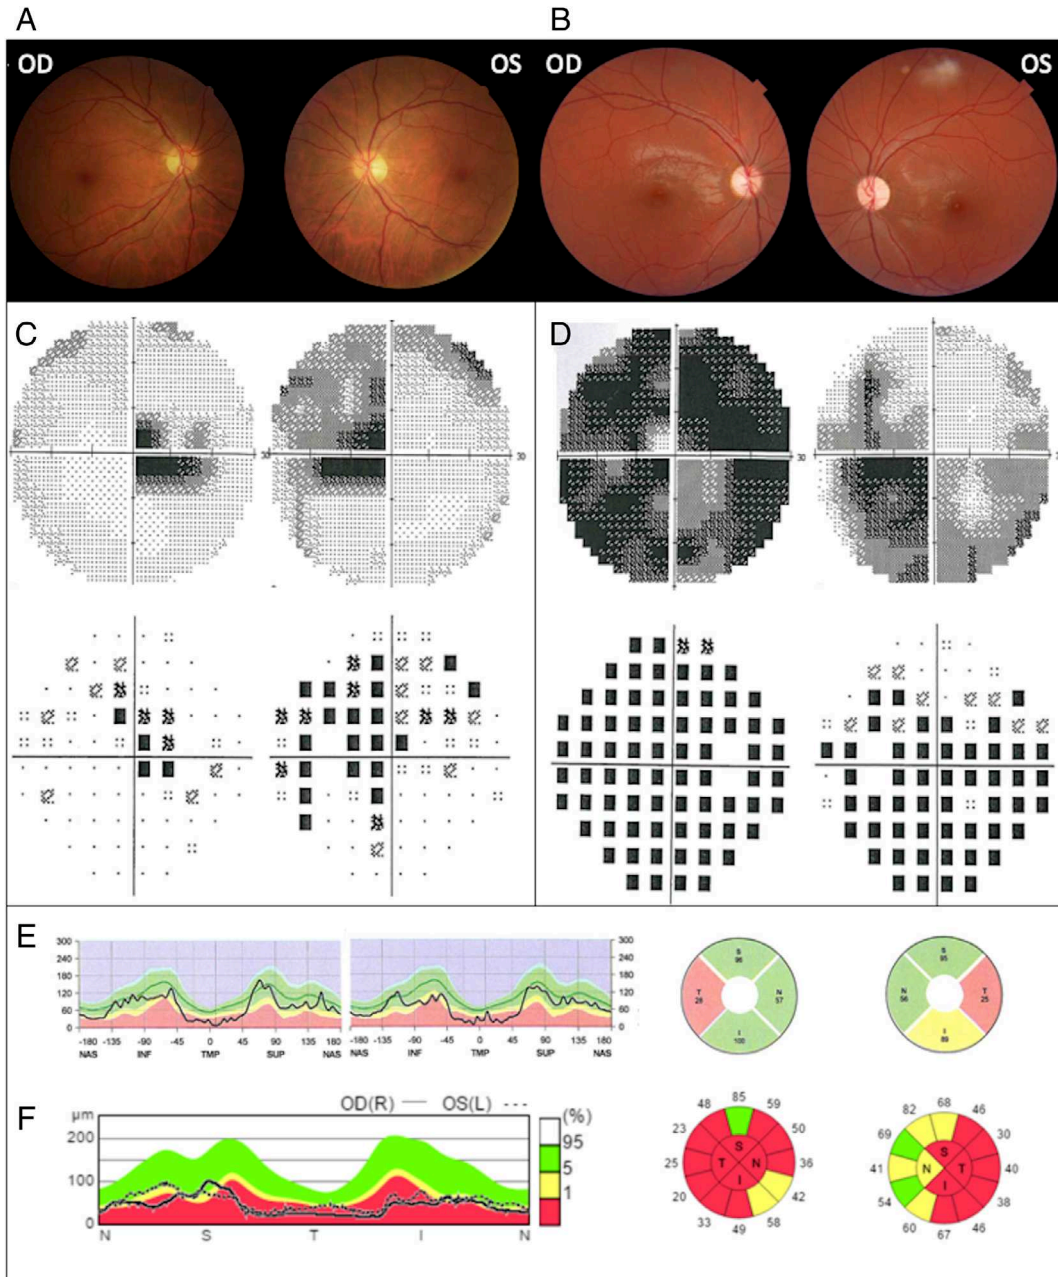 A B
OD OS OD OS
C D
30 30 30
E
300 300
240 240
180 180
120 120
60 60
0 0
-180 -135 -90 -45 0 45 90 135 180 -180 -135 -90 -45 0 45 90 135 180
NAS INF TMP SUP NAS NAS INF TMP SUP NAS
S 96
T 28
N 57
I 100
S 95
N 56
T 25
I 89
F
µm OD(R) OS(L) (%)
200 95
100 5
0 1
N S T I N
48 85 59
23 50
25 36
20 42
33 49 58
S
T N
I
82 68 46
69 30
41 40
54 38
60 67 46
S
N T
I